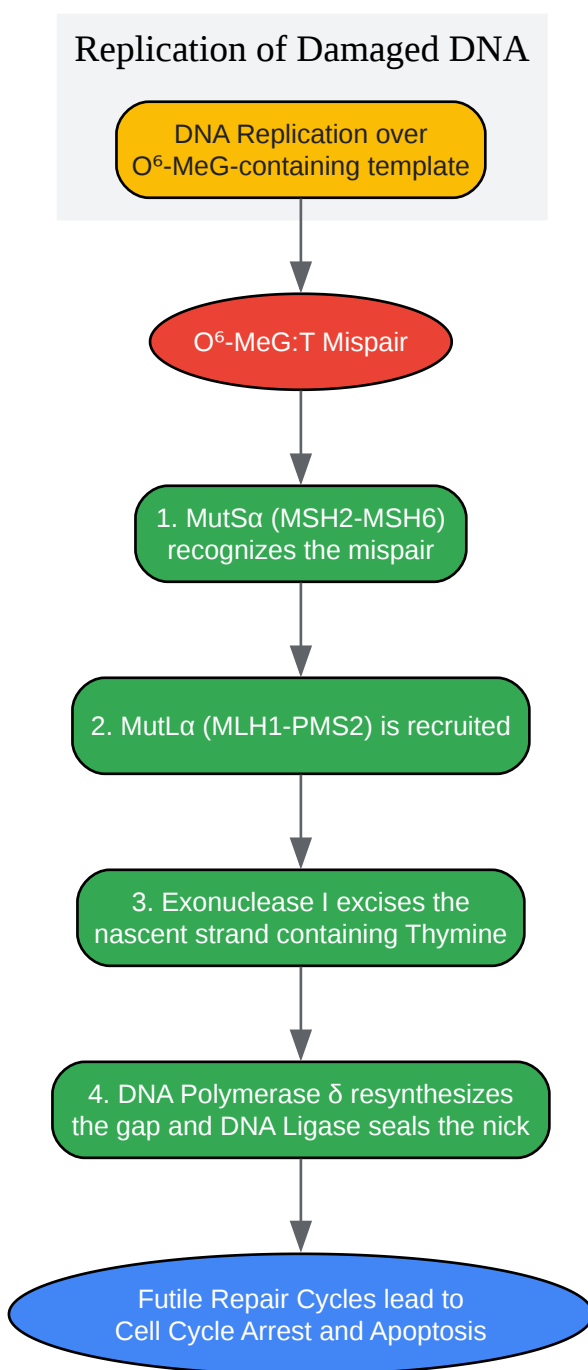 Replication of Damaged DNA
DNA Replication over
O⁶-MeG-containing template
O⁶-MeG:T Mispair
1. MutSα (MSH2-MSH6)
recognizes the mispair
2. MutLα (MLH1-PMS2) is recruited
3. Exonuclease I excises the
nascent strand containing Thymine
4. DNA Polymerase δ resynthesizes
the gap and DNA Ligase seals the nick
Futile Repair Cycles lead to
Cell Cycle Arrest and Apoptosis